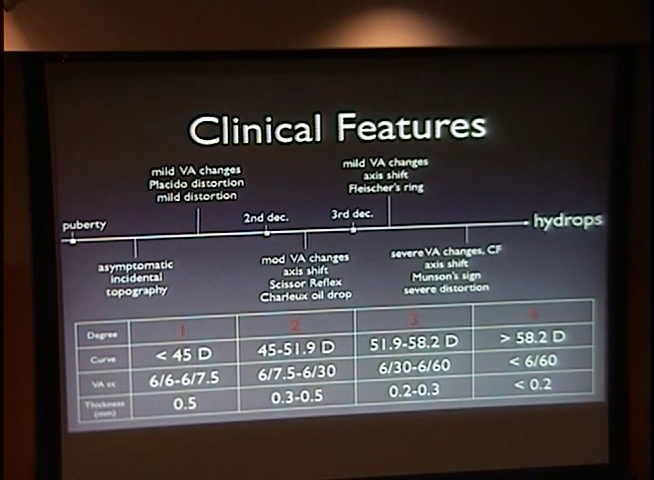 Clinical Features
mild VA changes
Placido distortion
mild distortion
mild VA changes
axis shift
Fleischer's ring
puberty
2nd dec.
3rd dec.
hydrops
asymptomatic
incidental
topography
mod VA changes
axis shift
Scissor Reflex
Charleux oil drop
severe VA changes, CF
axis shift
Munson's sign
severe distortion
Degree 1 2 3 4
Curve < 45 D 45-51.9 D 51.9-58.2 D > 58.2 D
VA cc 6/6-6/7.5 6/7.5-6/30 6/30-6/60 < 6/60
Thickness (mm) 0.5 0.3-0.5 0.2-0.3 < 0.2